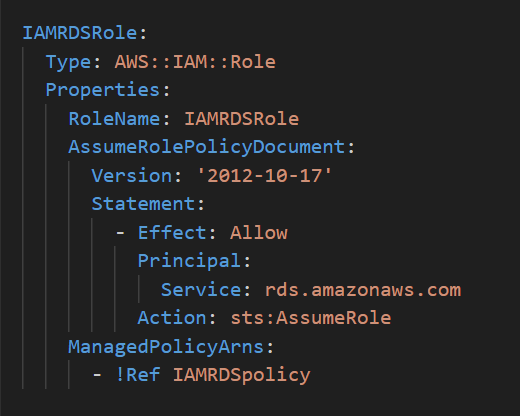 IAMRDSRole:
  Type: AWS::IAM::Role
  Properties:
    RoleName: IAMRDSRole
    AssumeRolePolicyDocument:
      Version: '2012-10-17'
      Statement:
        - Effect: Allow
          Principal:
            Service: rds.amazonaws.com
          Action: sts:AssumeRole
    ManagedPolicyArns:
      - !Ref IAMRDSpolicy